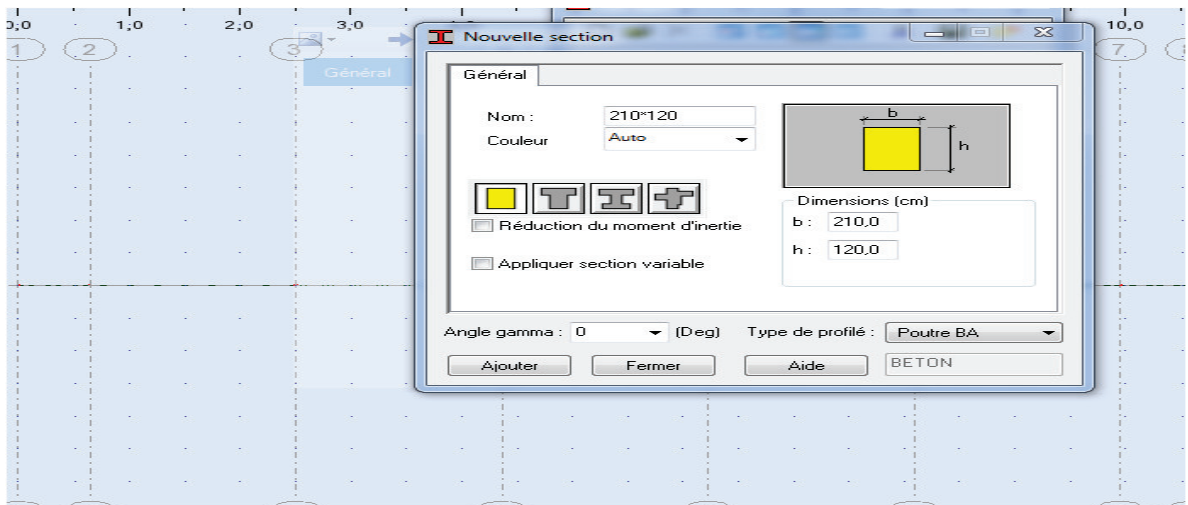 0,0 1,0 2,0 3,0 10,0
1 2 3 7
Général
Nouvelle section
Général
Nom : 210*120
Couleur Auto
b
h
Réduction du moment d'inertie
Appliquer section variable
Dimensions (cm)
b : 210,0
h : 120,0
Angle gamma : 0 (Deg) Type de profilé : Poutre BA
Ajouter Fermer Aide BETON